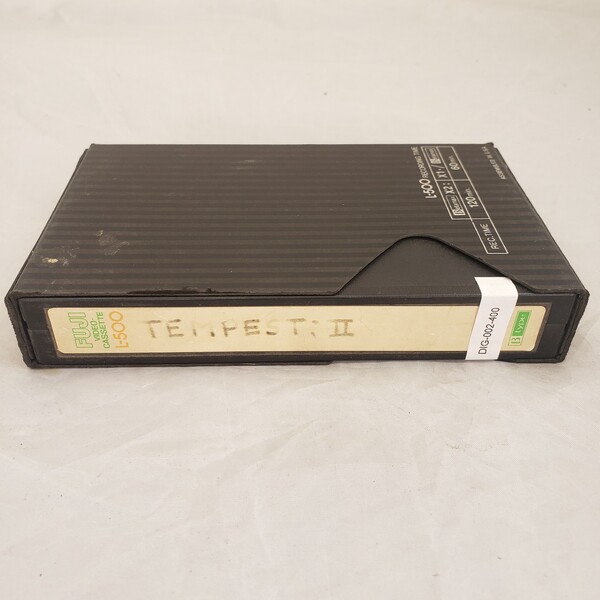 L-500 RECORDING TIME
X2
X1
120 min.
60 min.
REC. TIME
FUJI
VIDEO
CASSETTE
L-500
TEMPEST: II
DIG-002-400
B type